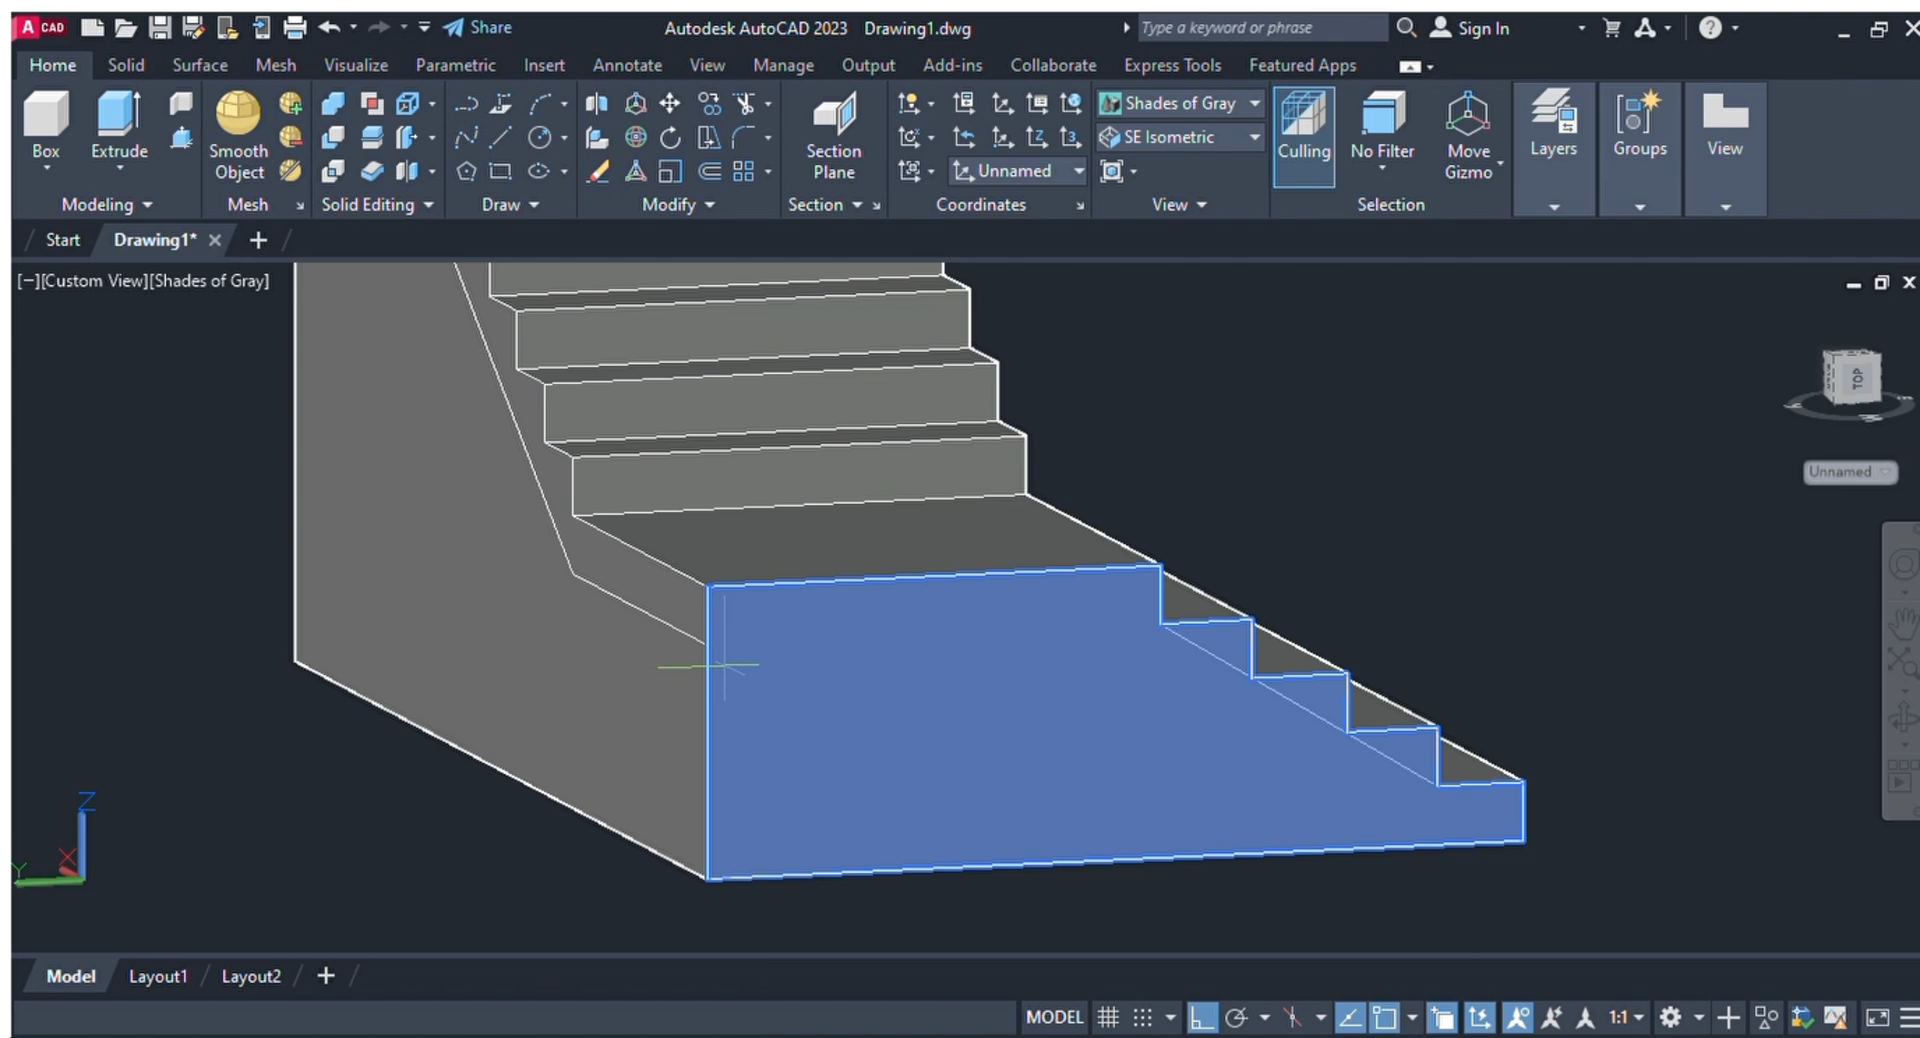 A CAD Share Autodesk AutoCAD 2023 Drawing1.dwg Type a keyword or phrase Sign In
Home Solid Surface Mesh Visualize Parametric Insert Annotate View Manage Output Add-ins Collaborate Express Tools Featured Apps
Shades of Gray
SE Isometric
Unnamed
Box Extrude Smooth Object Section Plane Culling No Filter Move Gizmo Layers Groups View
Modeling Mesh Solid Editing Draw Modify Section Coordinates View Selection
Start Drawing1*
[−][Custom View][Shades of Gray]
TOP
Unnamed
Z
X
Y
Model Layout1 Layout2
MODEL 1:1